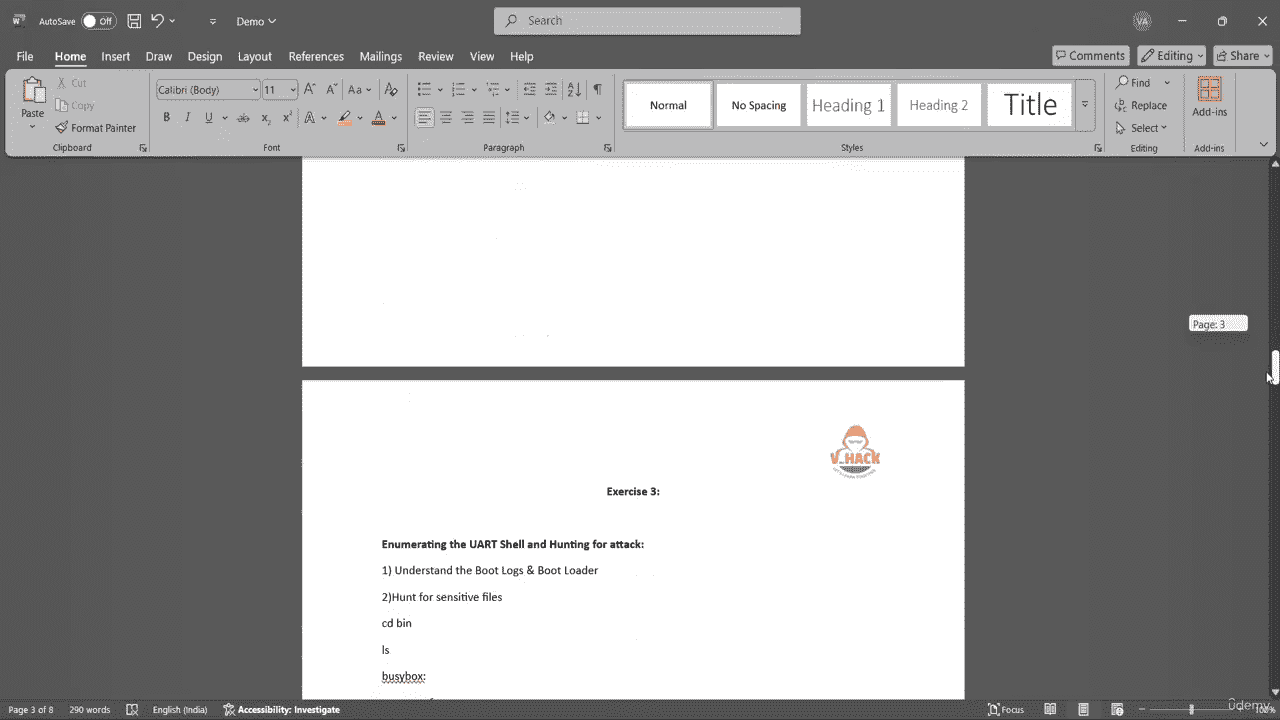 AutoSave Off Demo Search
File Home Insert Draw Design Layout References Mailings Review View Help Comments Editing Share
Cut
Copy
Paste
Format Painter
Calibri (Body) 11
Normal No Spacing Heading 1 Heading 2 Title
Find
Replace
Select
Add-ins
Clipboard Font Paragraph Styles Editing Add-ins
Page: 3
V_HACK
Exercise 3:
Enumerating the UART Shell and Hunting for attack:
1) Understand the Boot Logs & Boot Loader
2)Hunt for sensitive files
cd bin
ls
busybox:
Page 3 of 8 290 words English (India) Accessibility: Investigate Focus